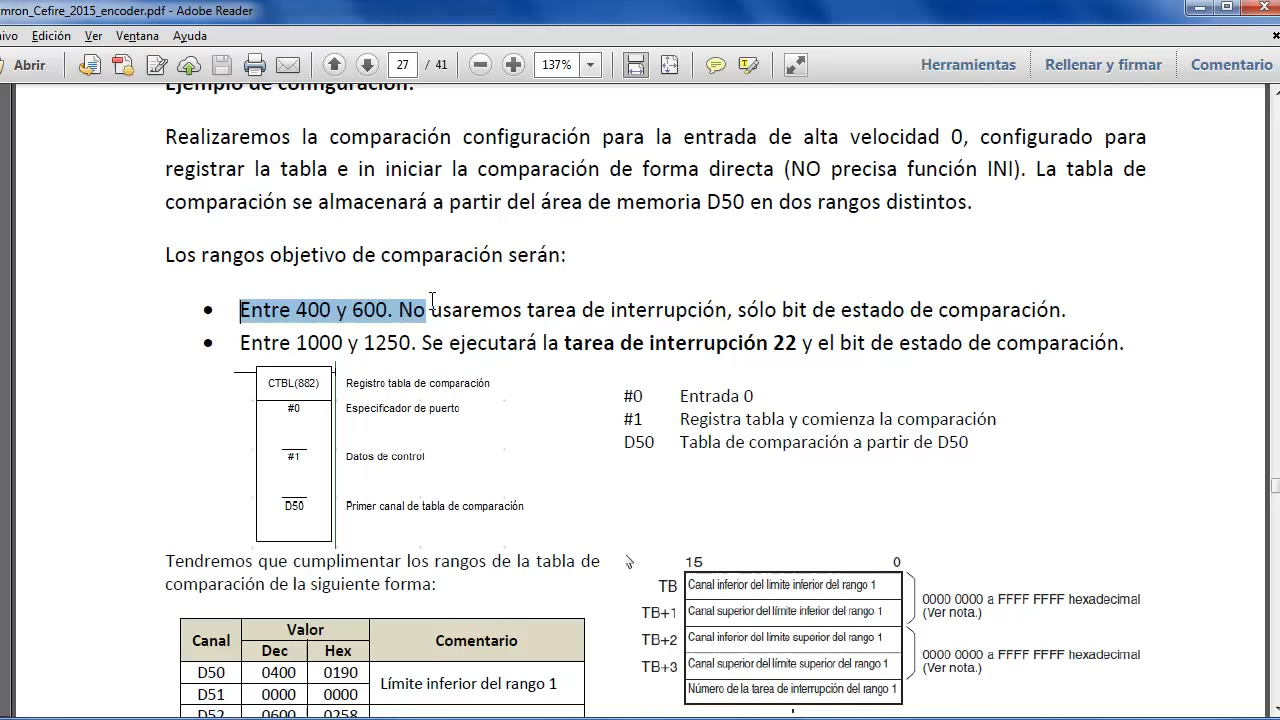 mron_Cefire_2015_encoder.pdf - Adobe Reader
ivo Edición Ver Ventana Ayuda
Abrir 27 / 41 137% Herramientas Rellenar y firmar Comentario
Ejemplo de configuración:
Realizaremos la comparación configuración para la entrada de alta velocidad 0, configurado para
registrar la tabla e in iniciar la comparación de forma directa (NO precisa función INI). La tabla de
comparación se almacenará a partir del área de memoria D50 en dos rangos distintos.
Los rangos objetivo de comparación serán:
• Entre 400 y 600. No usaremos tarea de interrupción, sólo bit de estado de comparación.
• Entre 1000 y 1250. Se ejecutará la tarea de interrupción 22 y el bit de estado de comparación.
CTBL(882) Registro tabla de comparación
#0 Especificador de puerto
#1 Datos de control
D50 Primer canal de tabla de comparación
#0 Entrada 0
#1 Registra tabla y comienza la comparación
D50 Tabla de comparación a partir de D50
Tendremos que cumplimentar los rangos de la tabla de
comparación de la siguiente forma:
Canal Valor Comentario
Dec Hex
D50 0400 0190 Límite inferior del rango 1
D51 0000 0000
D52 0600 0258
15 0
TB Canal inferior del límite inferior del rango 1
TB+1 Canal superior del límite inferior del rango 1
TB+2 Canal inferior del límite superior del rango 1
TB+3 Canal superior del límite superior del rango 1
Número de la tarea de interrupción del rango 1
0000 0000 a FFFF FFFF hexadecimal
(Ver nota.)
0000 0000 a FFFF FFFF hexadecimal
(Ver nota.)